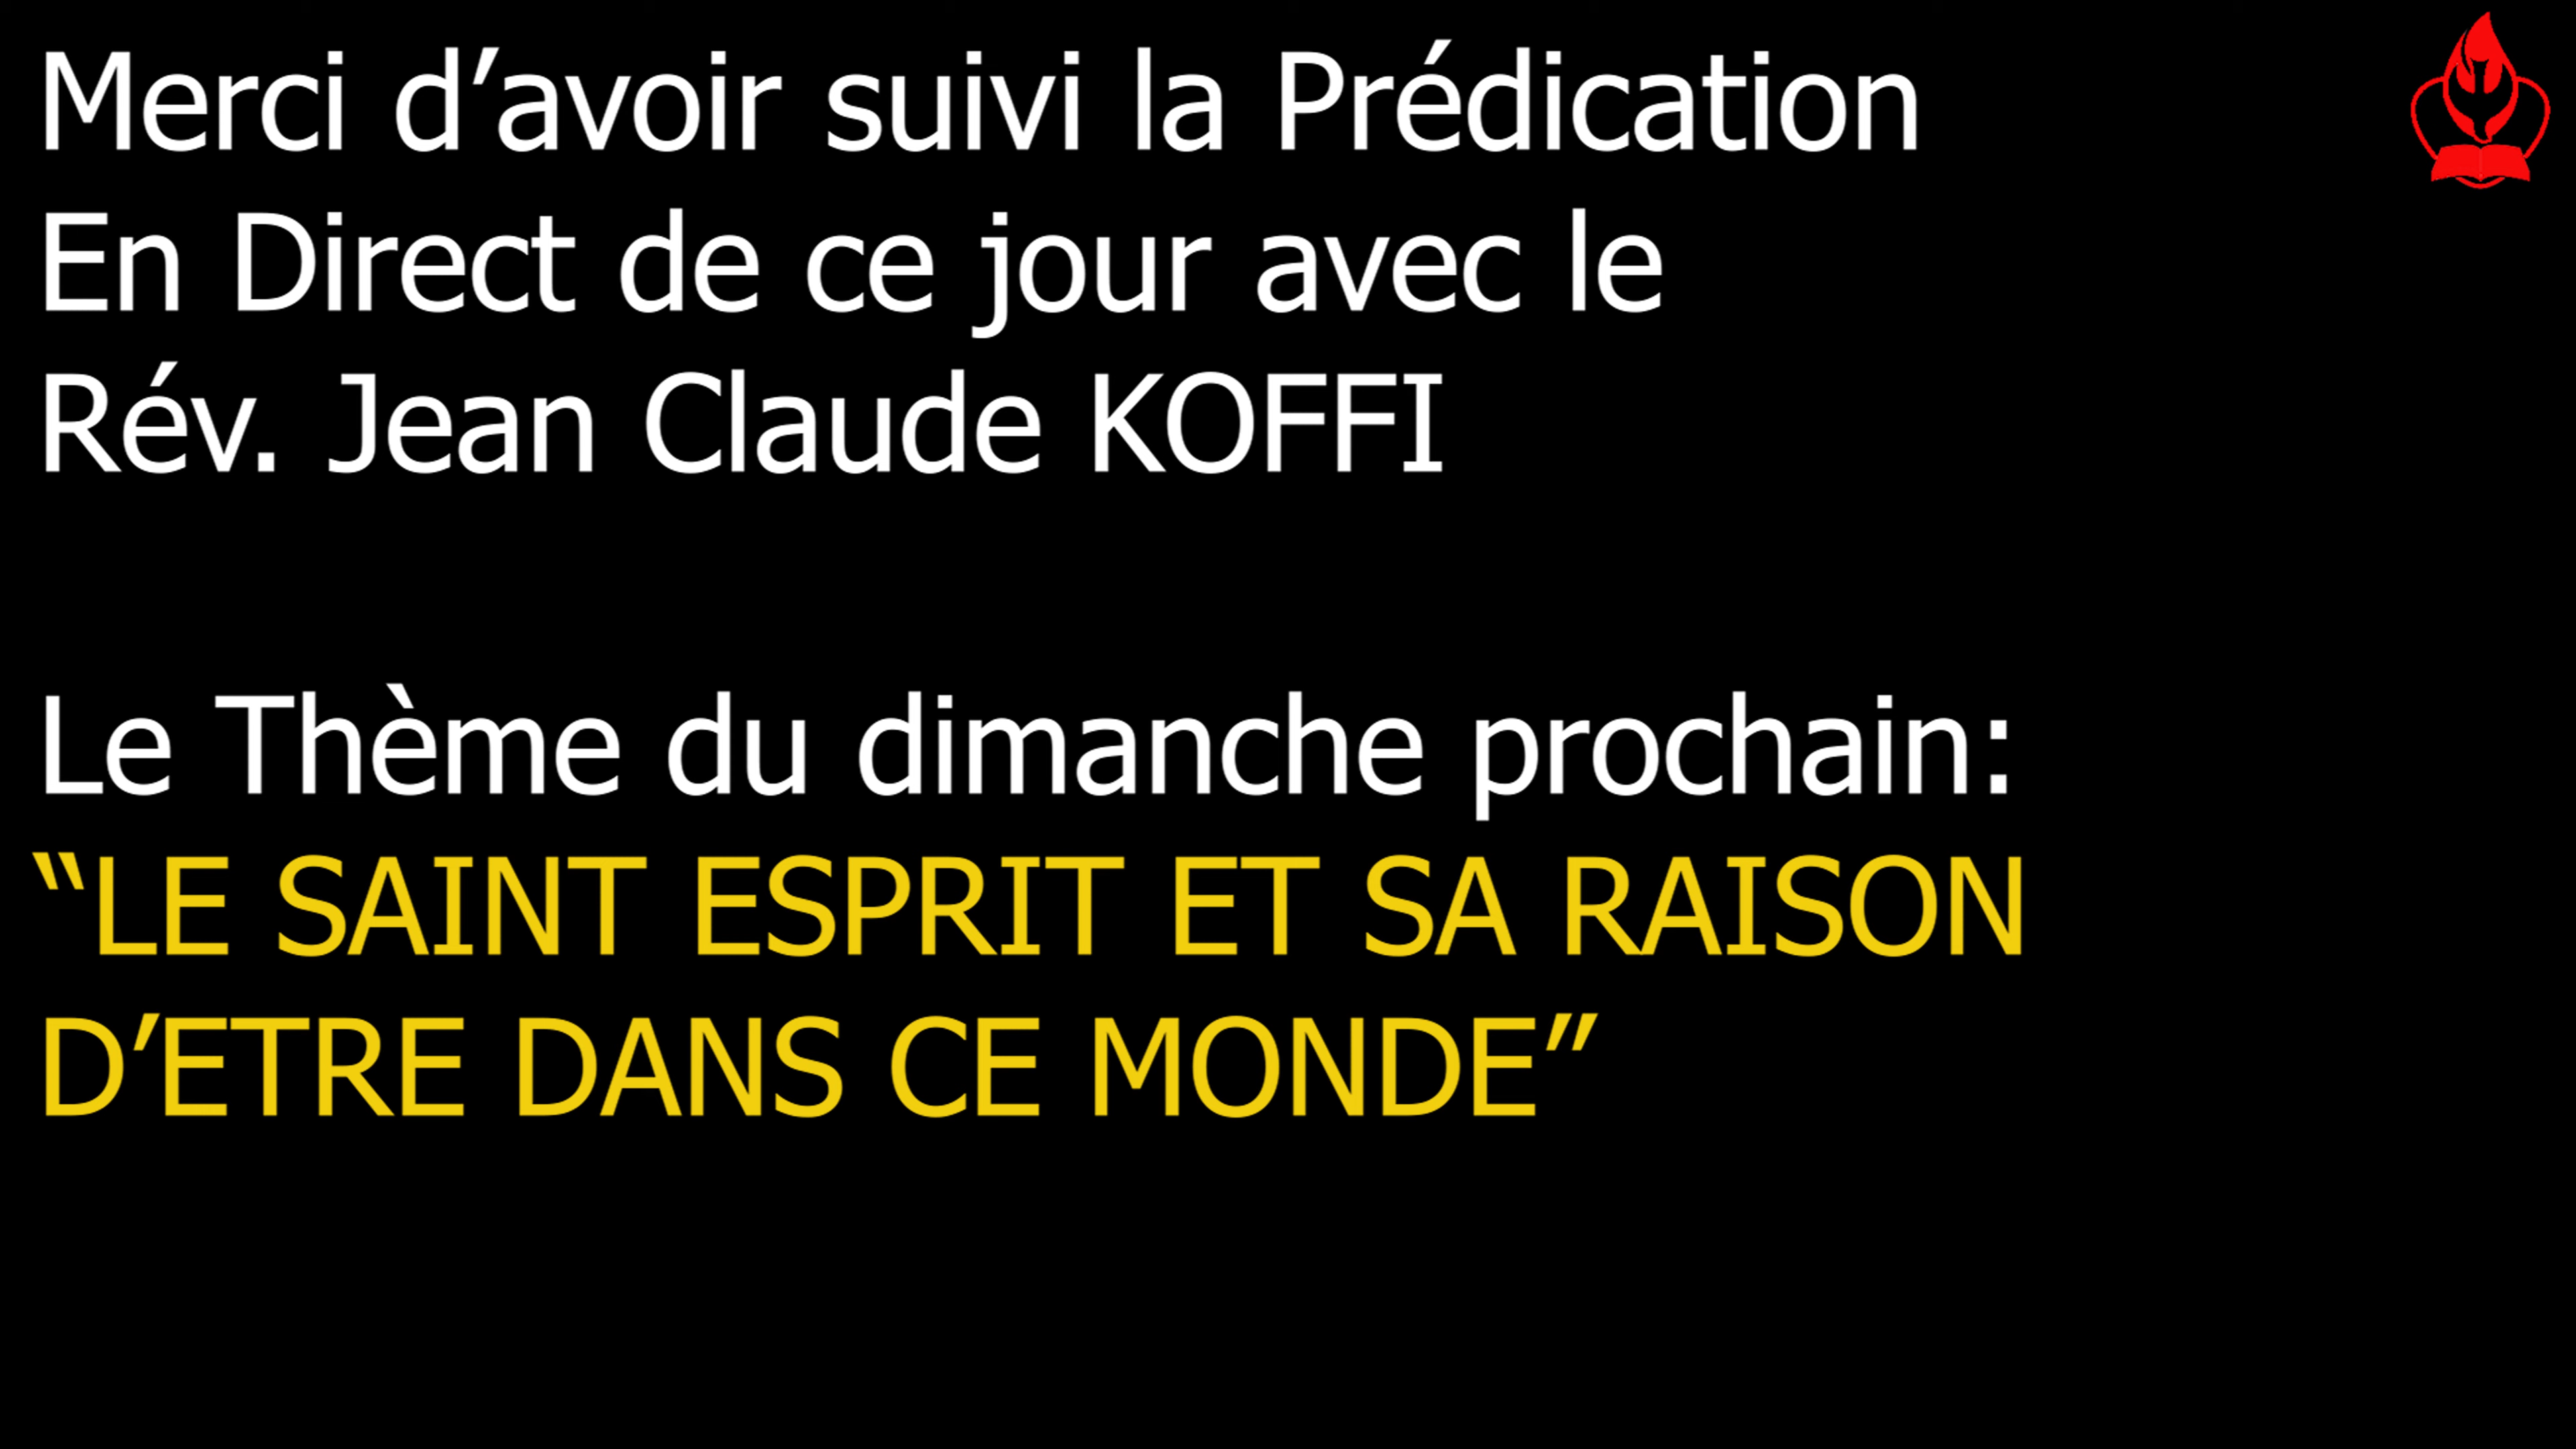 Merci d’avoir suivi la Prédication
En Direct de ce jour avec le
Rév. Jean Claude KOFFI
Le Thème du dimanche prochain:
“LE SAINT ESPRIT ET SA RAISON
D’ETRE DANS CE MONDE”